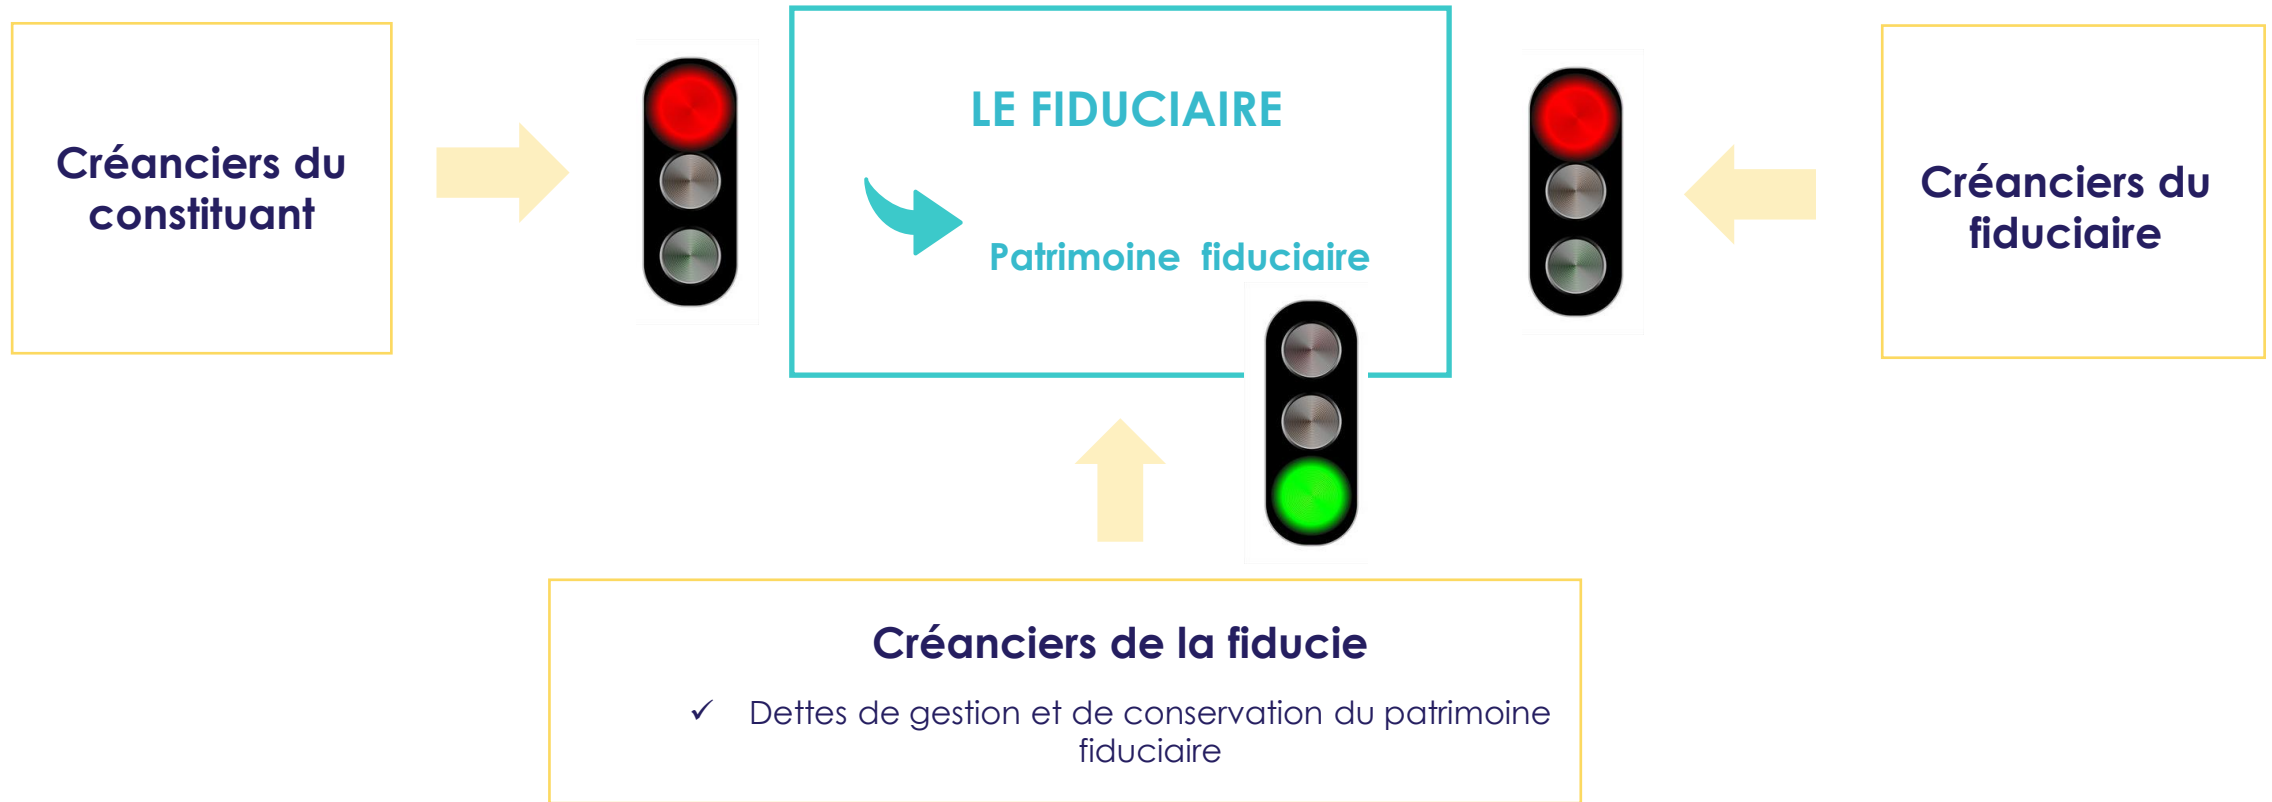 Créanciers du
constituant
LE FIDUCIAIRE
Patrimoine fiduciaire
Créanciers du
fiduciaire
Créanciers de la fiducie
✓ Dettes de gestion et de conservation du patrimoine
fiduciaire